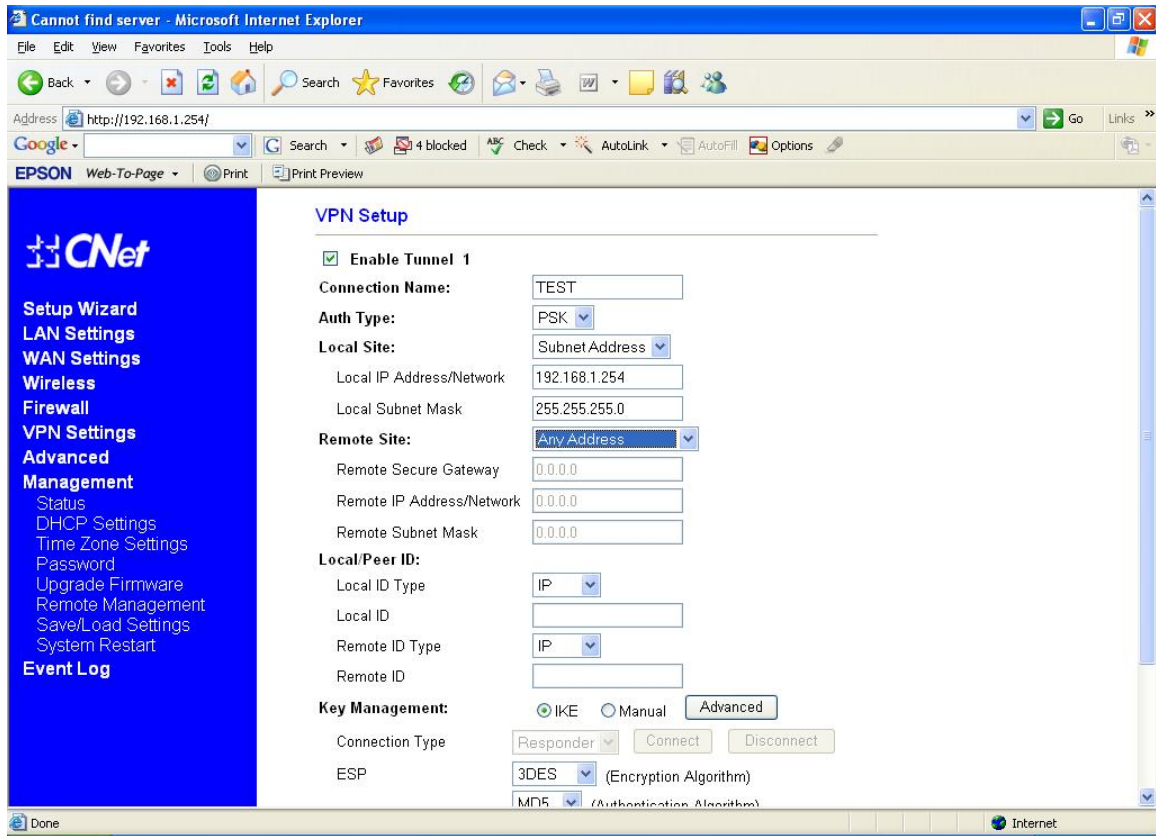 Cannot find server - Microsoft Internet Explorer
File Edit View Favorites Tools Help
Back Search Favorites
Address http://192.168.1.254/ Go Links »
Google Search 4 blocked ABC Check AutoLink AutoFill Options
EPSON Web-To-Page Print Print Preview
CNet
Setup Wizard
LAN Settings
WAN Settings
Wireless
Firewall
VPN Settings
Advanced
Management
Status
DHCP Settings
Time Zone Settings
Password
Upgrade Firmware
Remote Management
Save/Load Settings
System Restart
Event Log
VPN Setup
Enable Tunnel 1
Connection Name: TEST
Auth Type: PSK
Local Site: Subnet Address
Local IP Address/Network 192.168.1.254
Local Subnet Mask 255.255.255.0
Remote Site: Any Address
Remote Secure Gateway 0.0.0.0
Remote IP Address/Network 0.0.0.0
Remote Subnet Mask 0.0.0.0
Local/Peer ID:
Local ID Type IP
Local ID
Remote ID Type IP
Remote ID
Key Management: IKE Manual Advanced
Connection Type Responder Connect Disconnect
ESP 3DES (Encryption Algorithm)
MD5 (Authentication Algorithm)
Done Internet